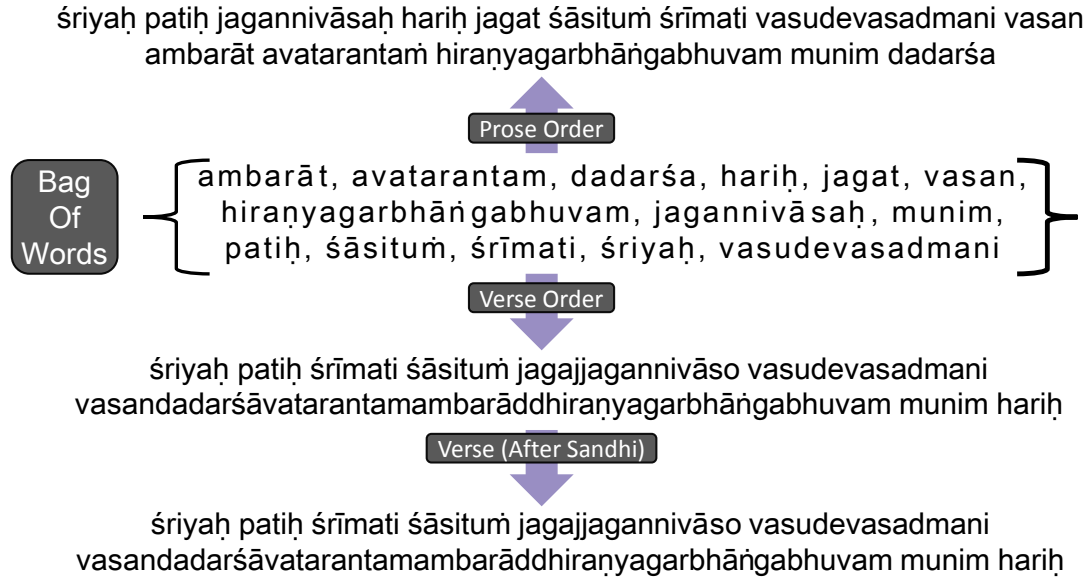 śriyaḥ patiḥ jagannivāsaḥ hariḥ jagat śāsituṁ śrīmati vasudevasadmani vasan
ambarāt avatarantaṁ hiraṇyagarbhāṅgabhuvam munim dadarśa
Prose Order
Bag
Of
Words
ambarāt, avatarantam, dadarśa, hariḥ, jagat, vasan,
hiraṇyagarbhāṅgabhuvam, jagannivāsaḥ, munim,
patiḥ, śāsituṁ, śrīmati, śriyaḥ, vasudevasadmani
Verse Order
śriyaḥ patiḥ śrīmati śāsituṁ jagajjagannivāso vasudevasadmani
vasandadarśāvatarantamambarāddhiraṇyagarbhāṅgabhuvam munim hariḥ
Verse (After Sandhi)
śriyaḥ patiḥ śrīmati śāsituṁ jagajjagannivāso vasudevasadmani
vasandadarśāvatarantamambarāddhiraṇyagarbhāṅgabhuvam munim hariḥ